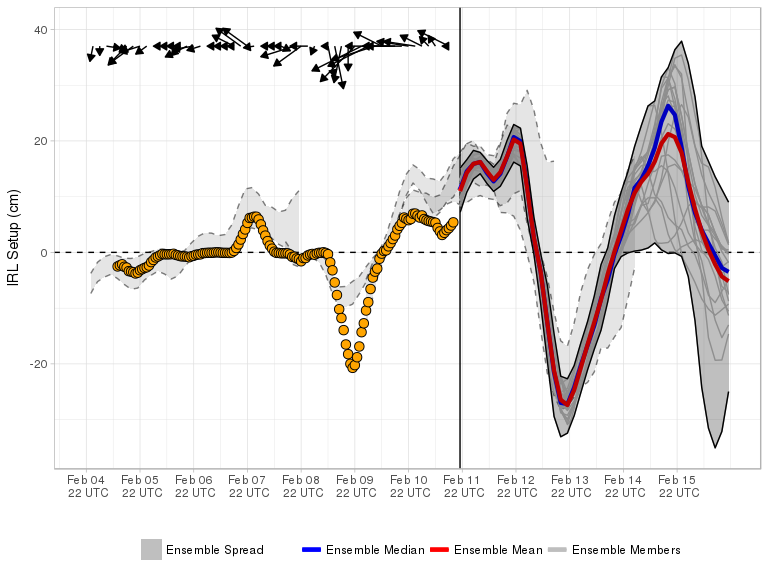 40
20
0
-20
IRL Setup (cm)
Feb 04 Feb 05 Feb 06 Feb 07 Feb 08 Feb 09 Feb 10 Feb 11 Feb 12 Feb 13 Feb 14 Feb 15
22 UTC 22 UTC 22 UTC 22 UTC 22 UTC 22 UTC 22 UTC 22 UTC 22 UTC 22 UTC 22 UTC 22 UTC
Ensemble Spread Ensemble Median Ensemble Mean Ensemble Members